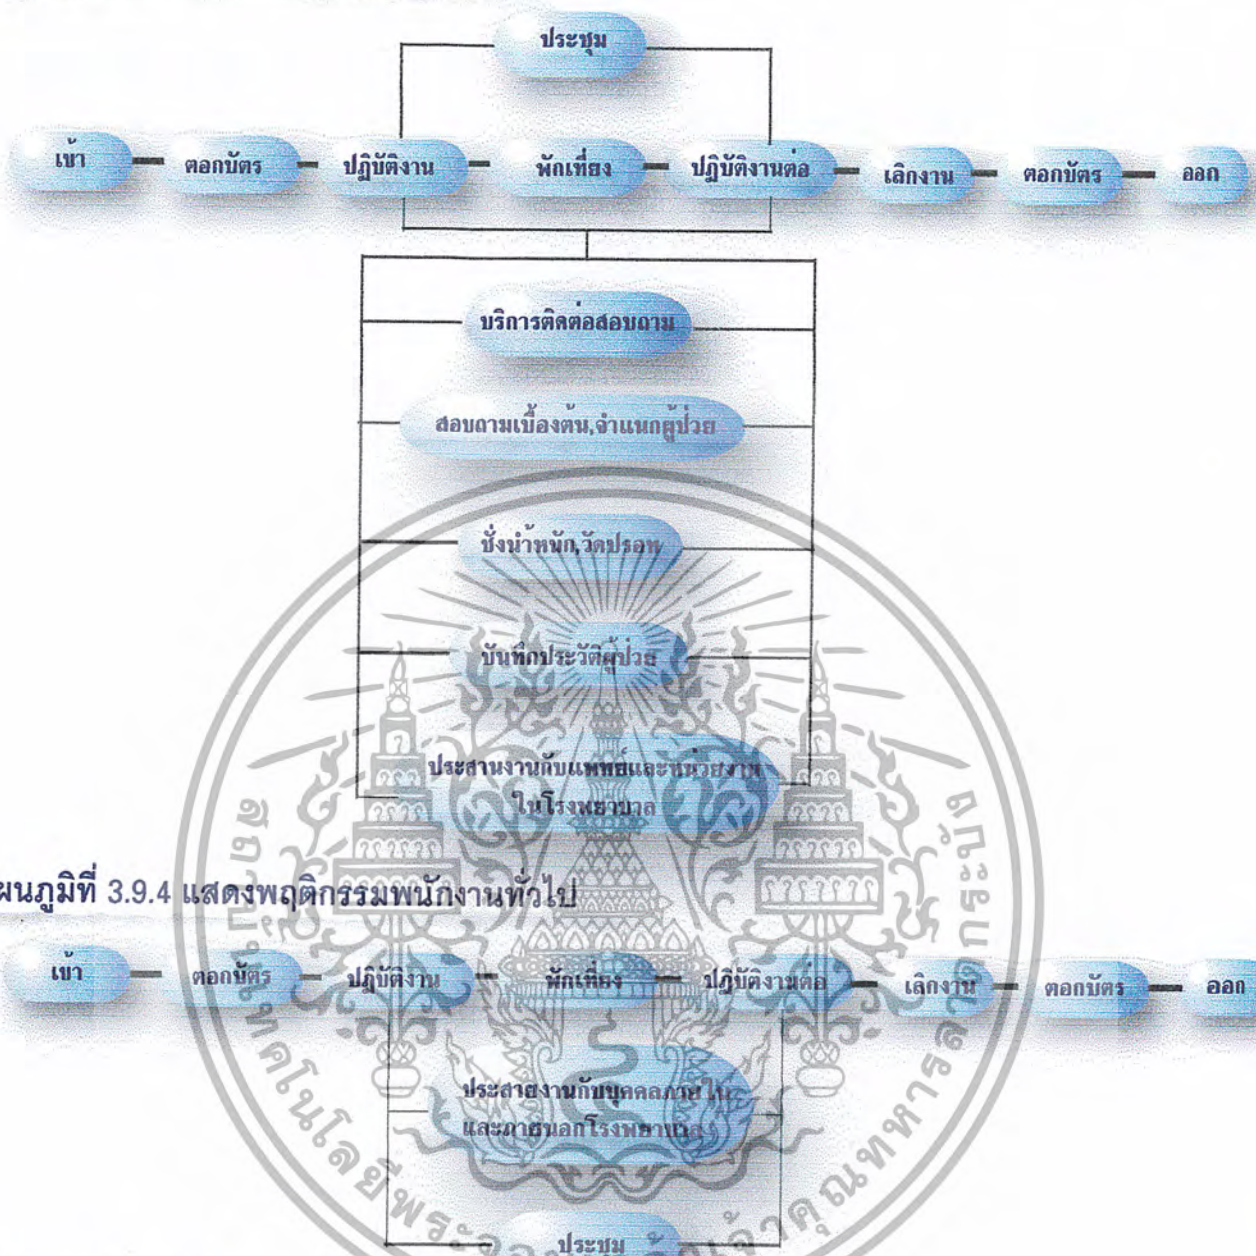 ประชุม
เข้า ตอกบัตร ปฏิบัติงาน พักเที่ยง ปฏิบัติงานต่อ เลิกงาน ตอกบัตร ออก
บริการติดต่อสอบถาม
สอบถามเบื้องต้น,จำแนกผู้ป่วย
ชั่งน้ำหนัก,วัดปรอท
บันทึกประวัติผู้ป่วย
ประสานงานกับแพทย์และหน่วยงาน
ในโรงพยาบาล
ผนภูมิที่ 3.9.4 แสดงพฤติกรรมพนักงานทั่วไป
เข้า ตอกบัตร ปฏิบัติงาน พักเที่ยง ปฏิบัติงานต่อ เลิกงาน ตอกบัตร ออก
ประสายงานกับบุคคลภายใน
และภายนอกโรงพยาบาล
ประชุม